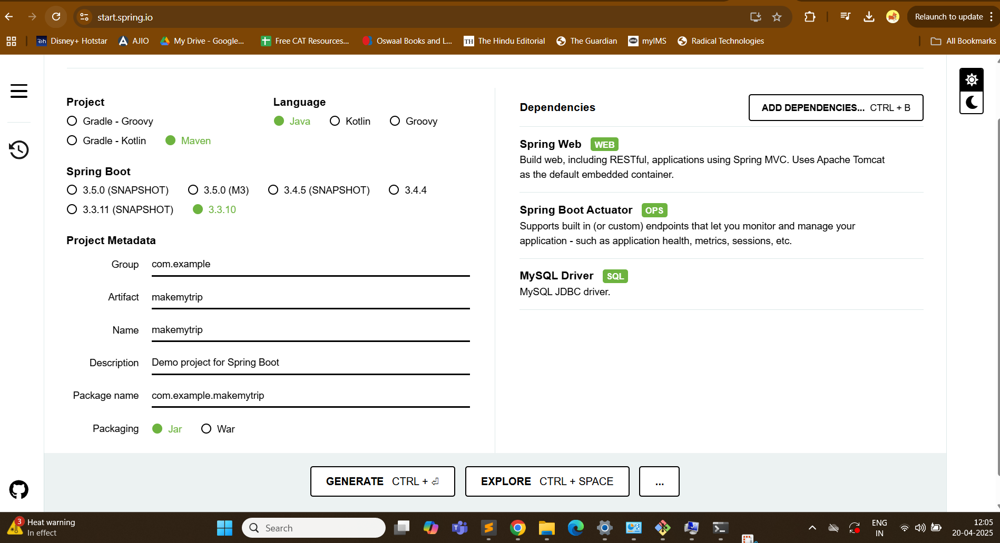 start.spring.io
Relaunch to update
Disney+ Hotstar
AJIO
My Drive - Google...
Free CAT Resources...
Oswaal Books and L...
TH The Hindu Editorial
The Guardian
myIMS
Radical Technologies
All Bookmarks
Project
Gradle - Groovy
Gradle - Kotlin Maven
Language
Java Kotlin Groovy
Spring Boot
3.5.0 (SNAPSHOT) 3.5.0 (M3) 3.4.5 (SNAPSHOT) 3.4.4
3.3.11 (SNAPSHOT) 3.3.10
Project Metadata
Group com.example
Artifact makemytrip
Name makemytrip
Description Demo project for Spring Boot
Package name com.example.makemytrip
Packaging Jar War
Dependencies
ADD DEPENDENCIES... CTRL + B
Spring Web WEB
Build web, including RESTful, applications using Spring MVC. Uses Apache Tomcat
as the default embedded container.
Spring Boot Actuator OPS
Supports built in (or custom) endpoints that let you monitor and manage your
application - such as application health, metrics, sessions, etc.
MySQL Driver SQL
MySQL JDBC driver.
GENERATE CTRL + ⏎
EXPLORE CTRL + SPACE
...
3
Heat warning
In effect
Search
ENG
IN
12:05
20-04-2025